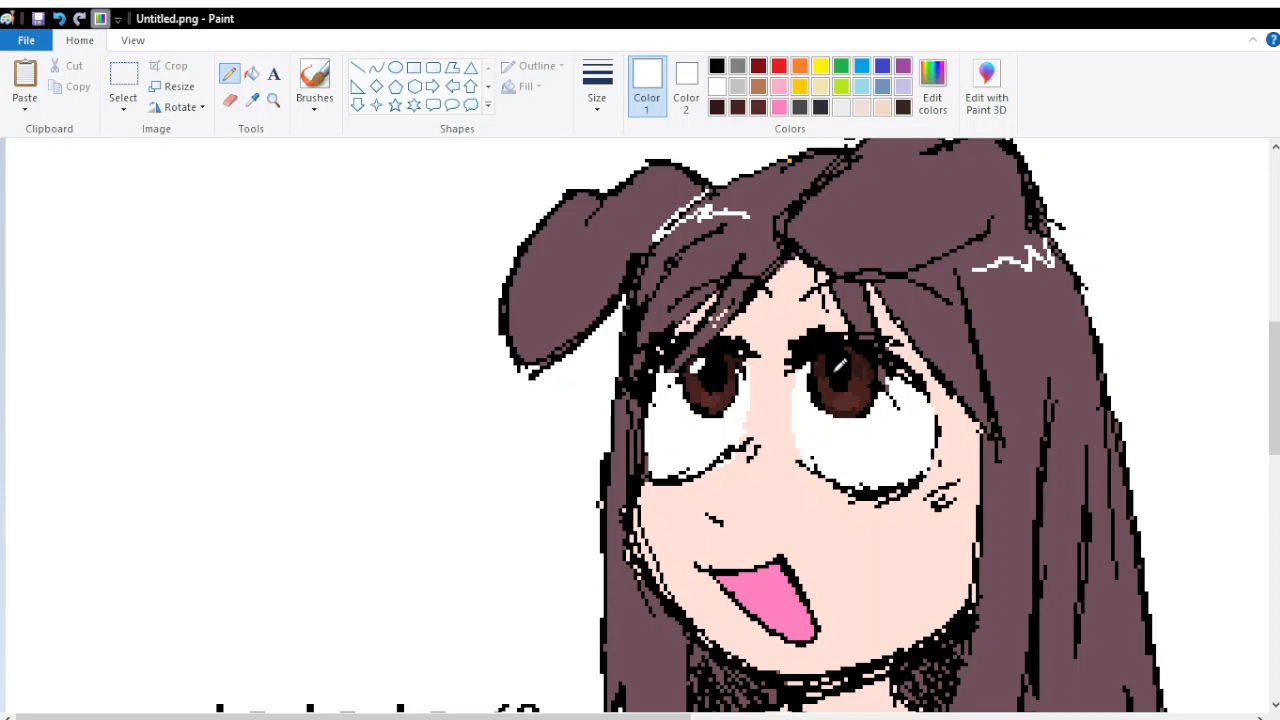 Untitled.png - Paint
File Home View
Paste Cut Copy Select Crop Resize Rotate A Brushes Outline Fill Size Color 1 Color 2 Edit colors Edit with Paint 3D
Clipboard Image Tools Shapes Colors